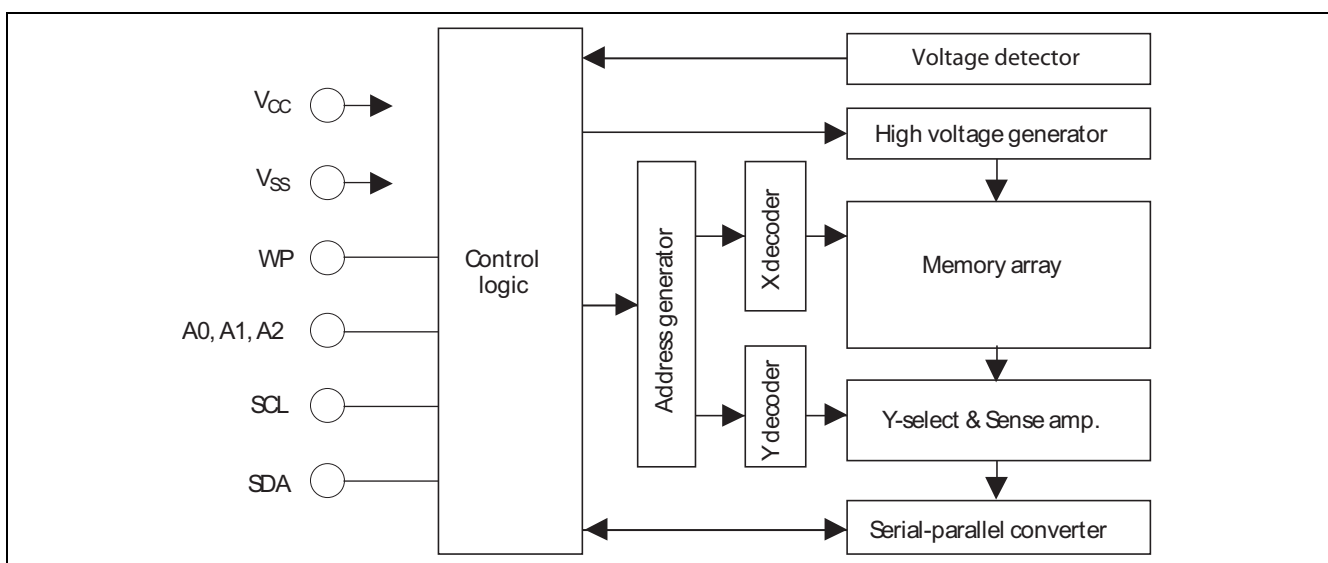 Voltage detector
VCC
High voltage generator
VSS
X decoder
WP
Control
logic
Memory array
Address generator
A0, A1, A2
Y decoder
SCL
Y-select & Sense amp.
SDA
Serial-parallel converter